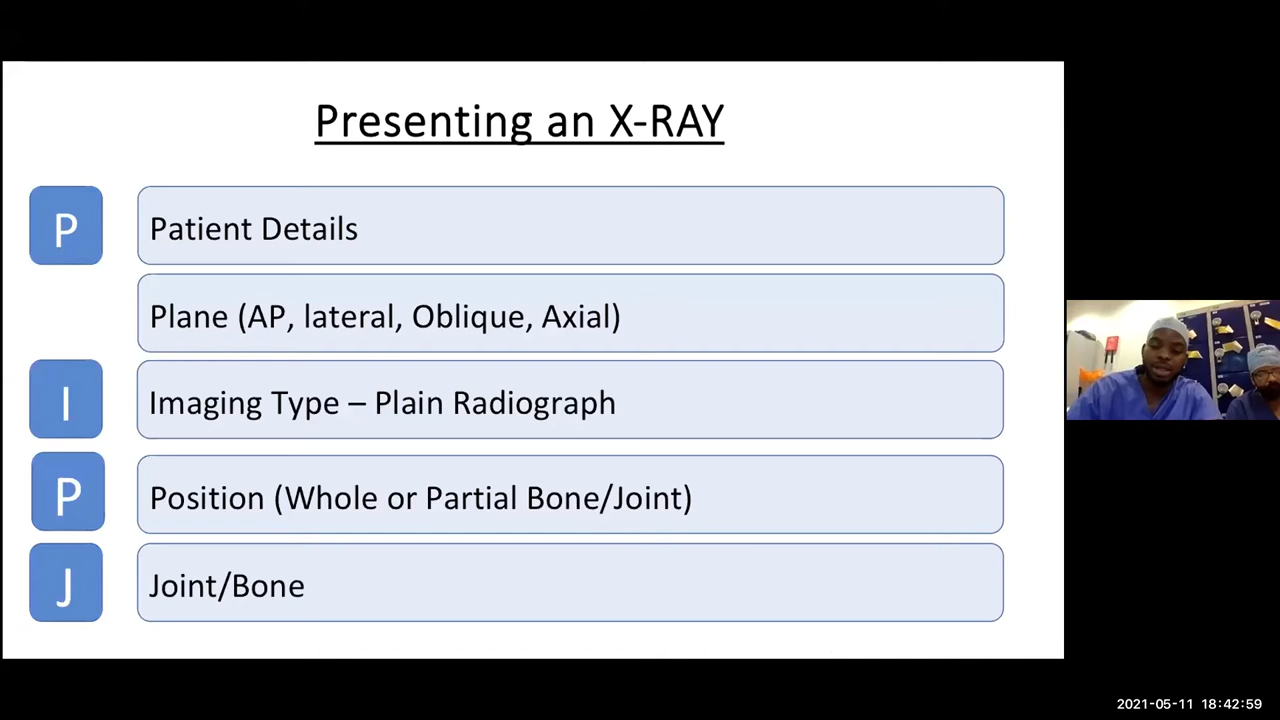 Presenting an X-RAY
P
Patient Details
Plane (AP, lateral, Oblique, Axial)
I
Imaging Type – Plain Radiograph
P
Position (Whole or Partial Bone/Joint)
J
Joint/Bone
2021-05-11 18:42:59